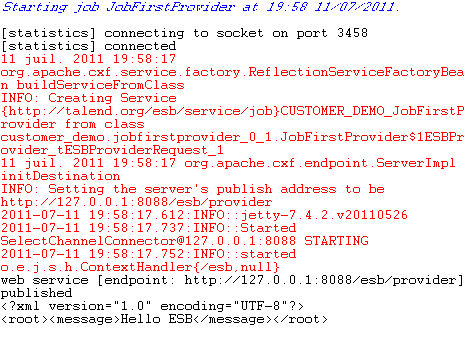 Starting job JobFirstProvider at 19:58 11/07/2011.
[statistics] connecting to socket on port 3458
[statistics] connected
11 juil. 2011 19:58:17
org.apache.cxf.service.factory.ReflectionServiceFactoryBea
n buildServiceFromClass
INFO: Creating Service
{http://talend.org/esb/service/job}CUSTOMER_DEMO_JobFirstP
rovider from class
customer_demo.jobfirstprovider_0_1.JobFirstProvider$1ESBPr
ovider_tESBProviderRequest_1
11 juil. 2011 19:58:17 org.apache.cxf.endpoint.ServerImpl
initDestination
INFO: Setting the server's publish address to be
http://127.0.0.1:8088/esb/provider
2011-07-11 19:58:17.612:INFO::jetty-7.4.2.v20110526
2011-07-11 19:58:17.737:INFO::Started
SelectChannelConnector@127.0.0.1:8088 STARTING
2011-07-11 19:58:17.752:INFO::started
o.e.j.s.h.ContextHandler{/esb,null}
web service [endpoint: http://127.0.0.1:8088/esb/provider]
published
<?xml version="1.0" encoding="UTF-8"?>
<root><message>Hello ESB</message></root>